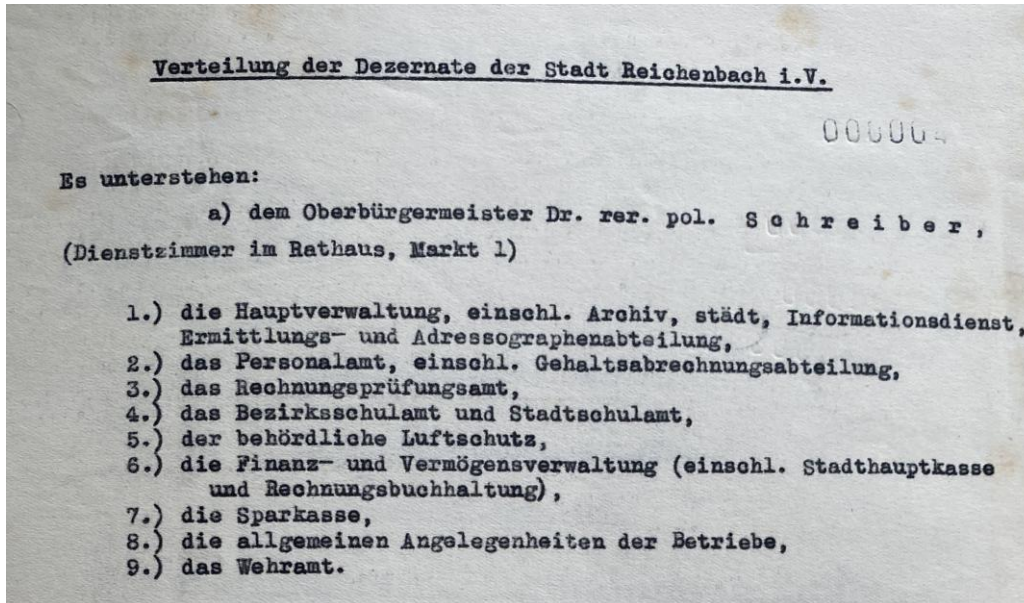 Verteilung der Dezernate der Stadt Reichenbach i.V.
Es unterstehen:
a) dem Oberbürgermeister Dr. rer. pol. S c h r e i b e r ,
(Dienstzimmer im Rathaus, Markt 1)
1.) die Hauptverwaltung, einschl. Archiv, städt, Informationsdienst,
Ermittlungs- und Adressographenabteilung,
2.) das Personalamt, einschl. Gehaltsabrechnungsabteilung,
3.) das Rechnungsprüfungsamt,
4.) das Bezirksschulamt und Stadtschulamt,
5.) der behördliche Luftschutz,
6.) die Finanz- und Vermögensverwaltung (einschl. Stadthauptkasse
und Rechnungsbuchhaltung),
7.) die Sparkasse,
8.) die allgemeinen Angelegenheiten der Betriebe,
9.) das Wehramt.